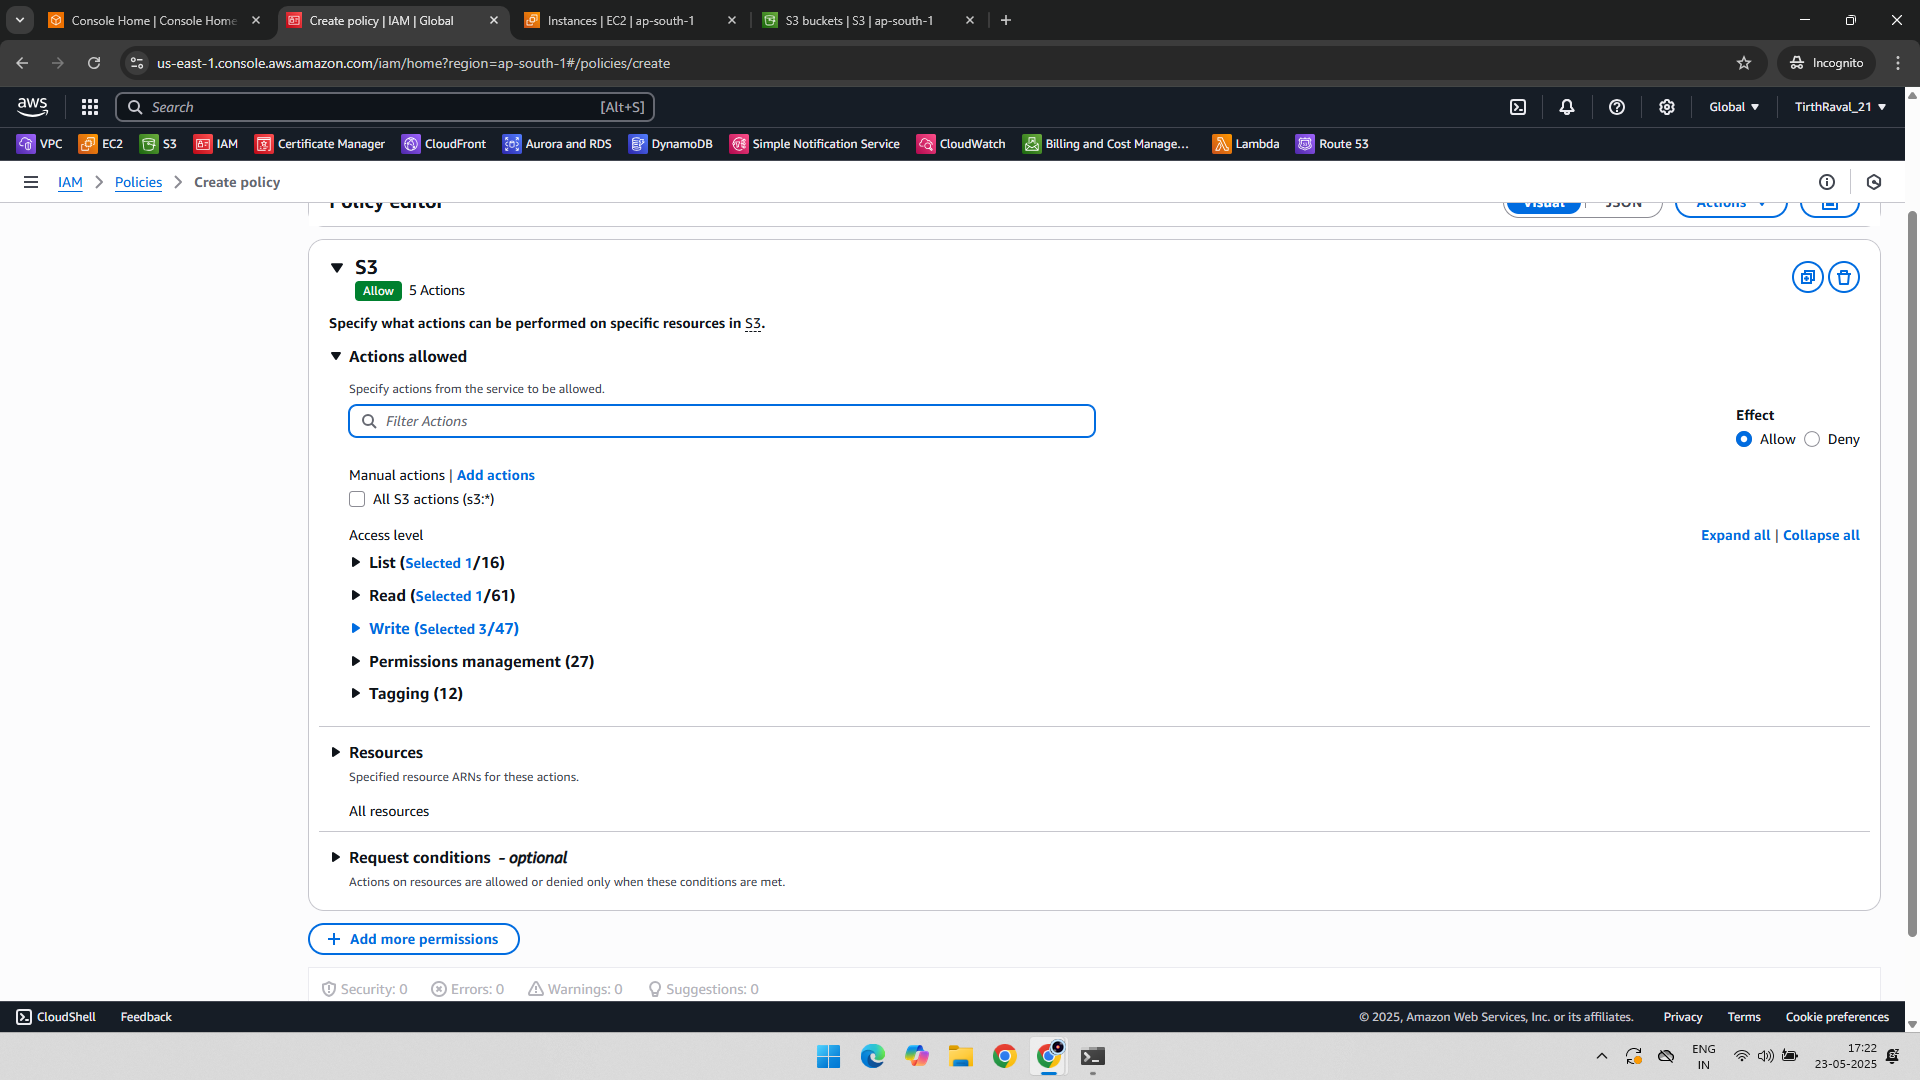 Console Home | Console Home
Create policy | IAM | Global
Instances | EC2 | ap-south-1
S3 buckets | S3 | ap-south-1
us-east-1.console.aws.amazon.com/iam/home?region=ap-south-1#/policies/create
Incognito
aws
Search
[Alt+S]
Global
TirthRaval_21
VPC
EC2
S3
IAM
Certificate Manager
CloudFront
Aurora and RDS
DynamoDB
Simple Notification Service
CloudWatch
Billing and Cost Manage...
Lambda
Route 53
IAM
Policies
Create policy
Policy editor
Visual
JSON
Actions
S3
Allow
5 Actions
Specify what actions can be performed on specific resources in S3.
Actions allowed
Specify actions from the service to be allowed.
Filter Actions
Effect
Allow
Deny
Manual actions | Add actions
All S3 actions (s3:*)
Access level
Expand all | Collapse all
List (Selected 1/16)
Read (Selected 1/61)
Write (Selected 3/47)
Permissions management (27)
Tagging (12)
Resources
Specified resource ARNs for these actions.
All resources
Request conditions - optional
Actions on resources are allowed or denied only when these conditions are met.
Add more permissions
Security: 0
Errors: 0
Warnings: 0
Suggestions: 0
CloudShell
Feedback
© 2025, Amazon Web Services, Inc. or its affiliates.
Privacy
Terms
Cookie preferences
ENG
IN
17:22
23-05-2025